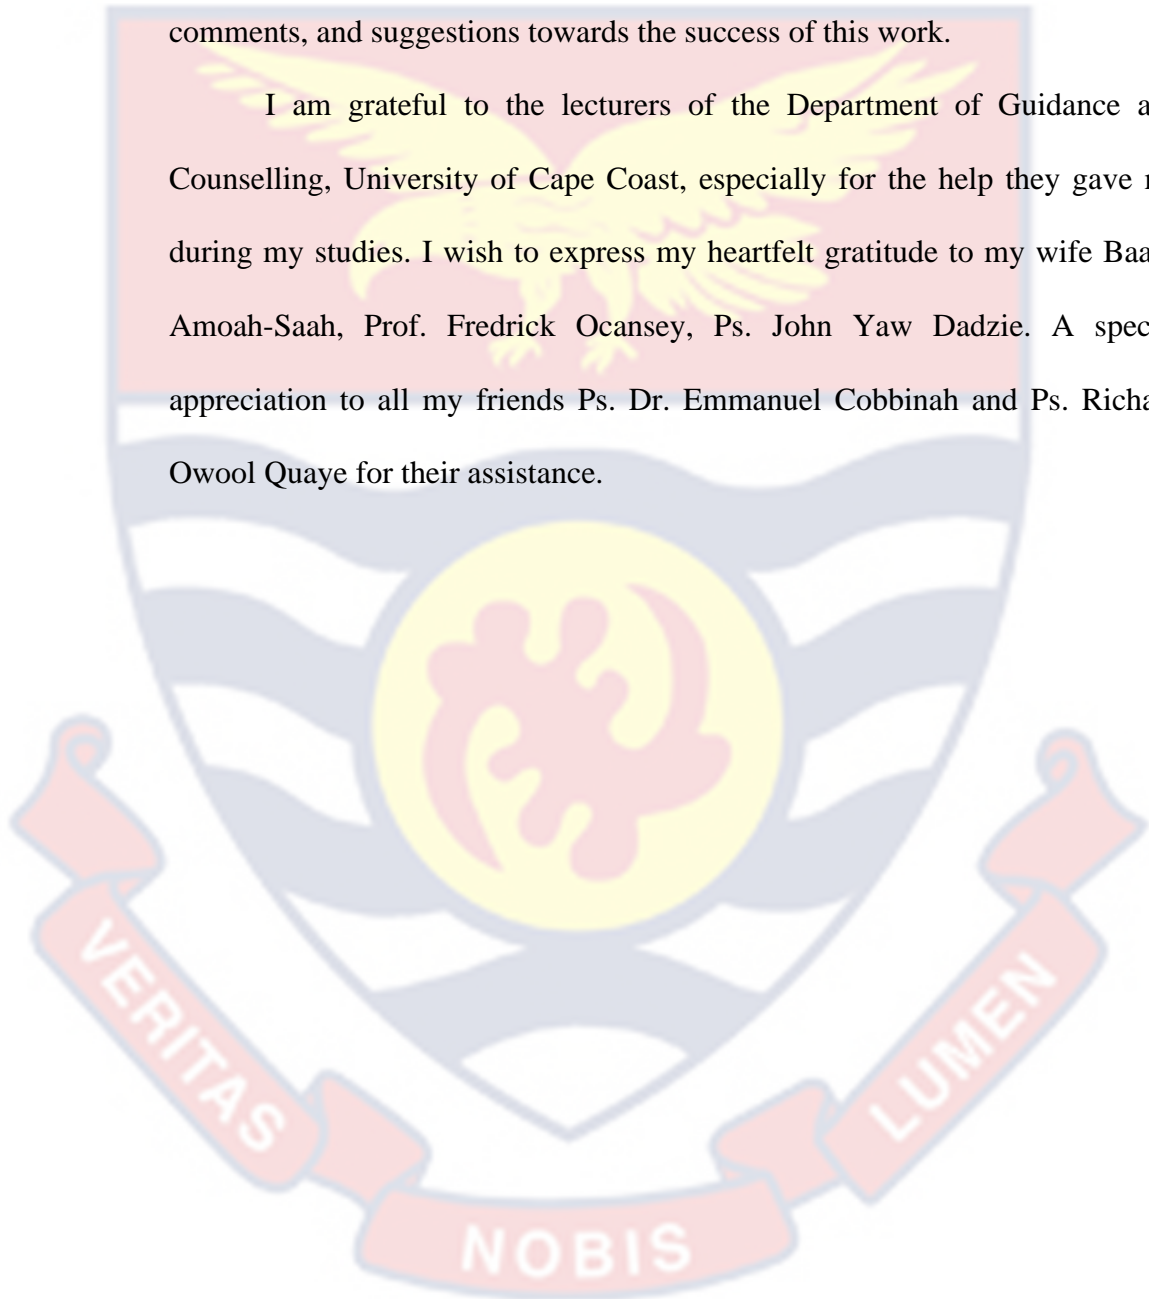 comments, and suggestions towards the success of this work.
I am grateful to the lecturers of the Department of Guidance a
Counselling, University of Cape Coast, especially for the help they gave
during my studies. I wish to express my heartfelt gratitude to my wife Baa
Amoah-Saah, Prof. Fredrick Ocansey, Ps. John Yaw Dadzie. A spec
appreciation to all my friends Ps. Dr. Emmanuel Cobbinah and Ps. Richa
Owool Quaye for their assistance.
VERITAS
NOBIS
LUMEN